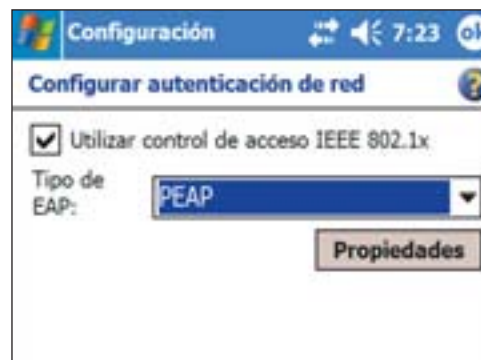 Configuración 7:23 ok
Configurar autenticación de red ?
Utilizar control de acceso IEEE 802.1x
Tipo de
EAP: PEAP
Propiedades